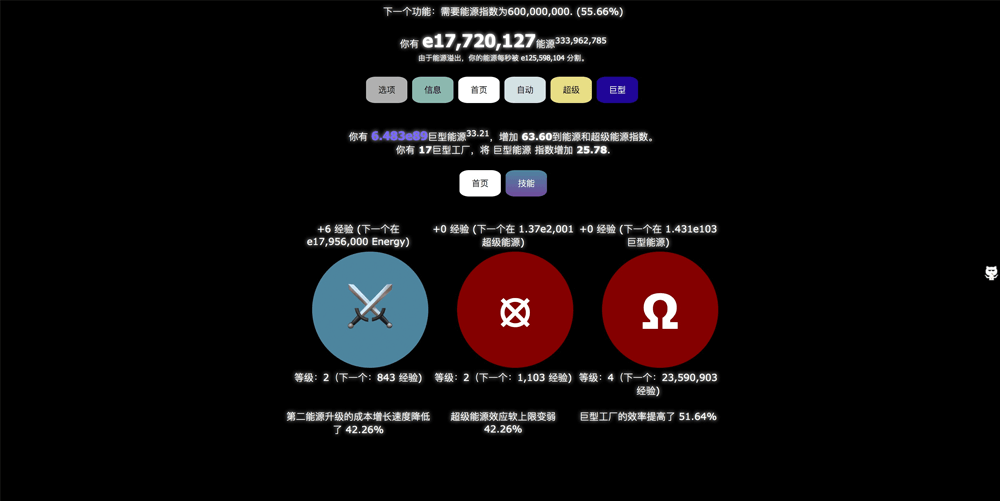 下一个功能：需要能源指数为600,000,000. (55.66%)
你有 e17,720,127能源333,962,785
由于能源溢出，你的能源每秒被 e125,598,104 分割。
选项 信息 首页 自动 超级 巨型
你有 6.483e89巨型能源33.21，增加 63.60到能源和超级能源指数。
你有 17巨型工厂，将 巨型能源 指数增加 25.78.
首页 技能
+6 经验 (下一个在
e17,956,000 Energy)
+0 经验 (下一个在 1.37e2,001
超级能源)
+0 经验 (下一个在 1.431e103
巨型能源)
Ω
等级：2（下一个：843 经验)
等级：2（下一个：1,103 经验)
等级：4（下一个：23,590,903
经验)
第二能源升级的成本增长速度降低
了 42.26%
超级能源效应软上限变弱
42.26%
巨型工厂的效率提高了 51.64%